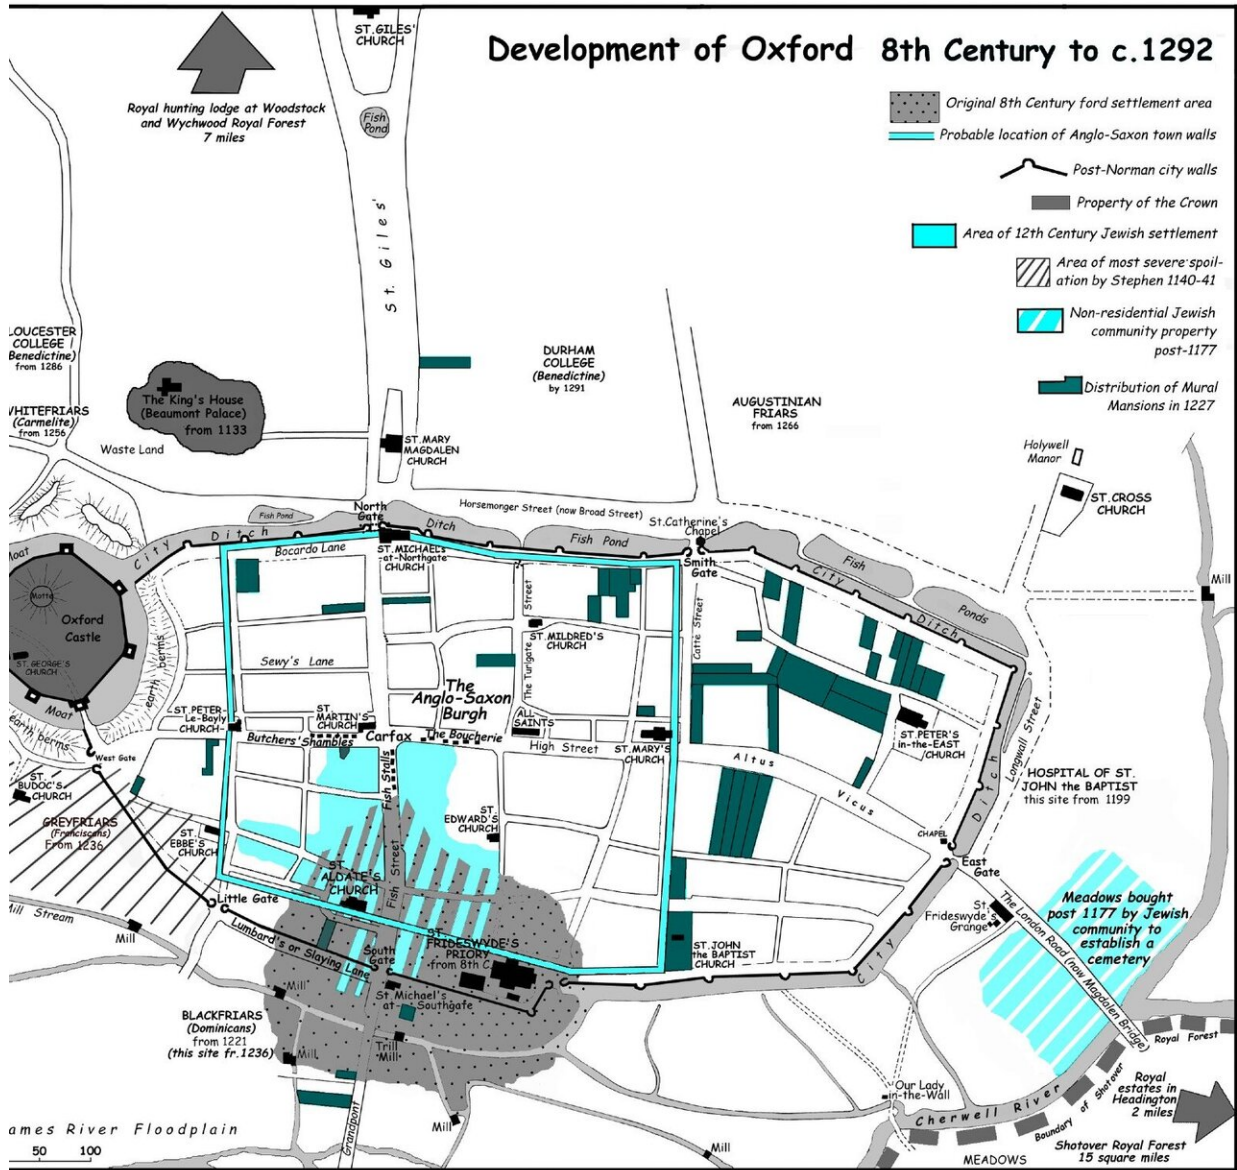 ST.GILES'
CHURCH
Development of Oxford 8th Century to c.1292
Royal hunting lodge at Woodstock
and Wychwood Royal Forest
7 miles
Fish
Pond
Original 8th Century ford settlement area
Probable location of Anglo-Saxon town walls
Post-Norman city walls
Property of the Crown
Area of 12th Century Jewish settlement
Area of most severe spoil-
ation by Stephen 1140-41
Non-residential Jewish
community property
post-1177
Distribution of Mural
Mansions in 1227
St. Giles'
LOUCESTER
COLLEGE
(Benedictine)
from 1286
The King's House
(Beaumont Palace)
from 1133
DURHAM
COLLEGE
(Benedictine)
by 1291
AUGUSTINIAN
FRIARS
from 1266
WHITEFRIARS
(Carmelite)
from 1256
Waste Land
ST.MARY
MAGDALEN
CHURCH
Holywell
Manor
ST.CROSS
CHURCH
North
Gate
Horsemonger Street (now Broad Street)
Fish Pond
City Ditch
Ditch
Fish Pond
St.Catherine's
Chapel
Smith
Gate
Fish
Ponds
City
Ditch
Mill
Bocardo Lane
ST.MICHAEL's
-at-Northgate
CHURCH
Moat
Motte
Oxford
Castle
ST.GEORGE'S
CHURCH
earth berms
Moat
earth berms
Sewy's Lane
The Turlgate Street
ST.MILDRED'S
CHURCH
Catte Street
The
Anglo-Saxon
Burgh
ST.PETER-
Le-Bayly
CHURCH
ST.
MARTIN'S
CHURCH
Butchers' Shambles
Carfax
The Boucherie
ALL
SAINTS
High Street
ST.MARY'S
CHURCH
ST.PETER'S
in-the-EAST
CHURCH
Longwall Street
Ditch
Altus Vicus
West Gate
ST.
BUDOC'S
CHURCH
Fish Stalls
HOSPITAL OF ST.
JOHN the BAPTIST
this site from 1199
GREYFRIARS
(Franciscans)
From 1236
ST.
EBBE'S
CHURCH
ST.
EDWARD'S
CHURCH
CHAPEL
East
Gate
Fish Street
ST.
ALDATE'S
CHURCH
Little Gate
Mill Stream
Mill
Lumbard's or Slaying Lane
South
Gate
ST.
FRIDESWYDE'S
PRIORY
from 8th C.
ST.JOHN
the BAPTIST
CHURCH
City
St.
Frideswyde's
Grange
The London Road (now Magdalen Bridge)
Meadows bought
post 1177 by Jewish
community to
establish a
cemetery
Mill
St.Michael's
at-Southgate
BLACKFRIARS
(Dominicans)
from 1221
(this site fr.1236)
Mill
Trill
Mill
Royal Forest
Our Lady
in-the-Wall
Cherwell River
Boundary of Shotover
Royal
estates in
Headington
2 miles
Grandpont
Mill
Mill
ames River Floodplain
50 100
MEADOWS
Shotover Royal Forest
15 square miles